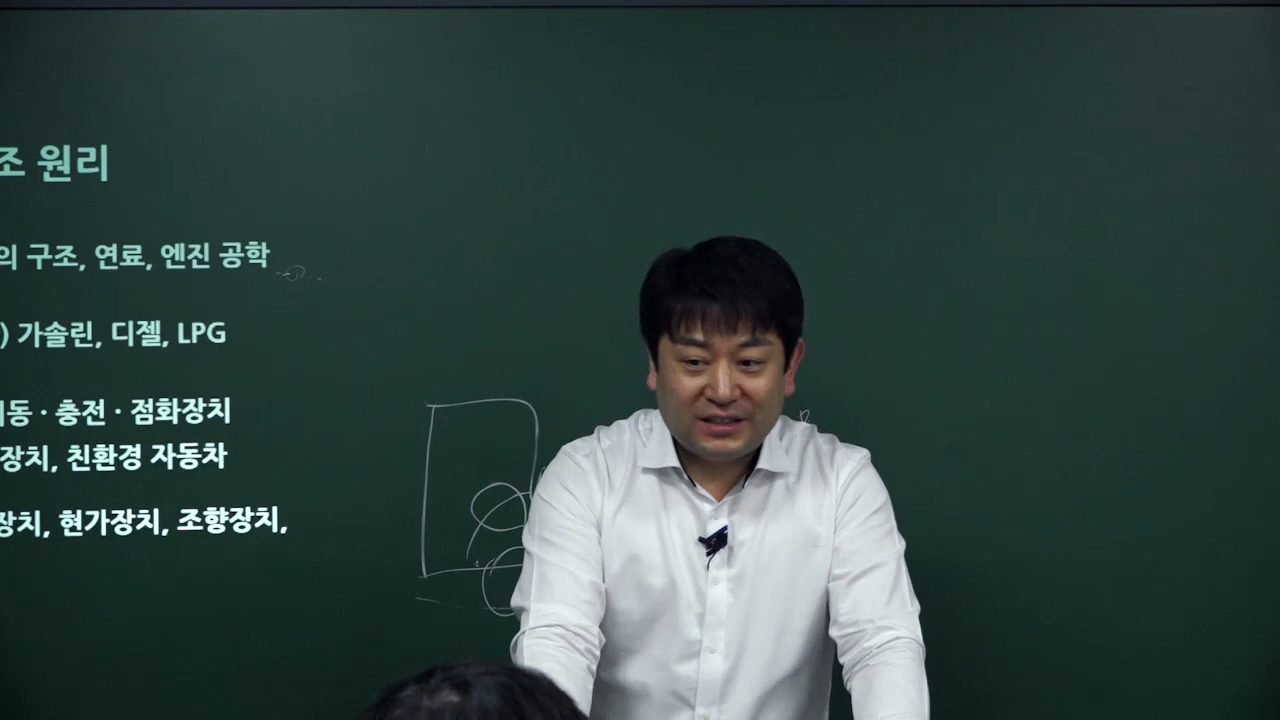 조 원리
의 구조, 연료, 엔진 공학
) 가솔린, 디젤, LPG
동 · 충전 · 점화장치
장치, 친환경 자동차
장치, 현가장치, 조향장치,